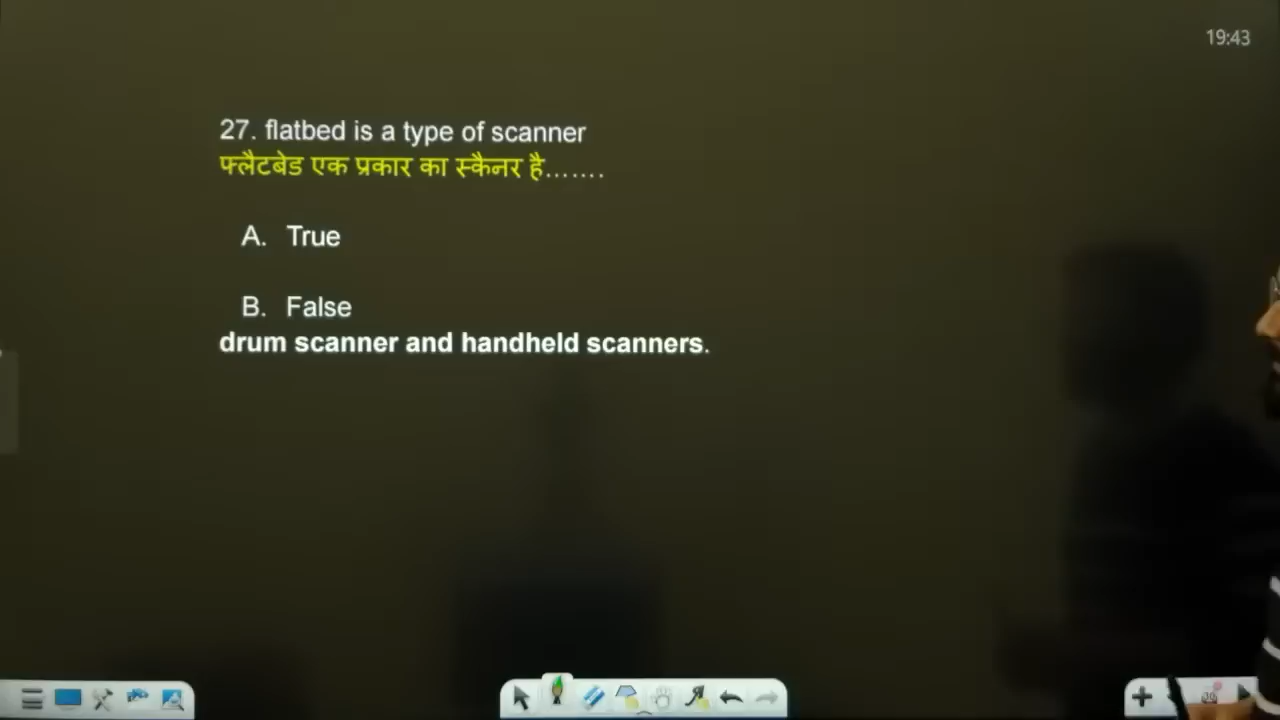 19:43
27. flatbed is a type of scanner
फ्लैटबेड एक प्रकार का स्कैनर है.......
A. True
B. False
drum scanner and handheld scanners.